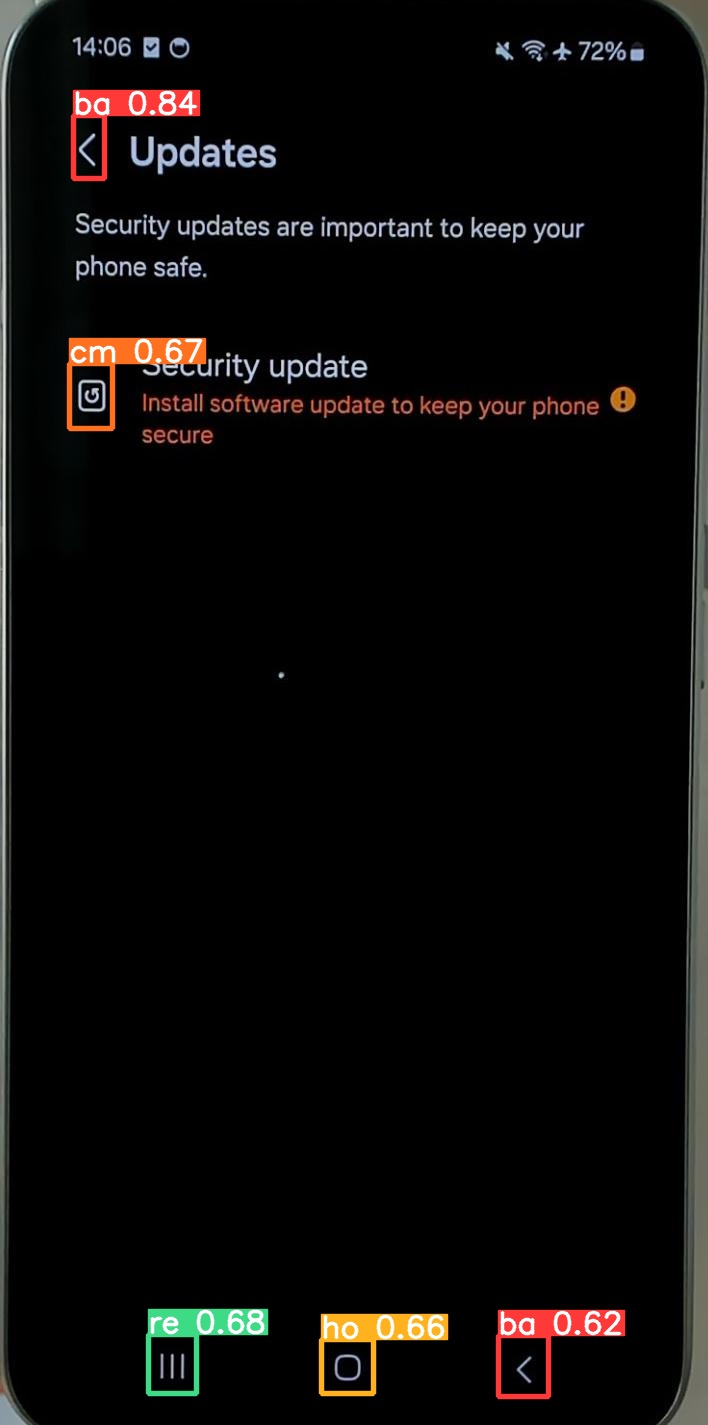 14:06 72%
ba 0.84
Updates
Security updates are important to keep your
phone safe.
cm 0.67
Security update
Install software update to keep your phone
secure
re 0.68
ho 0.66
ba 0.62